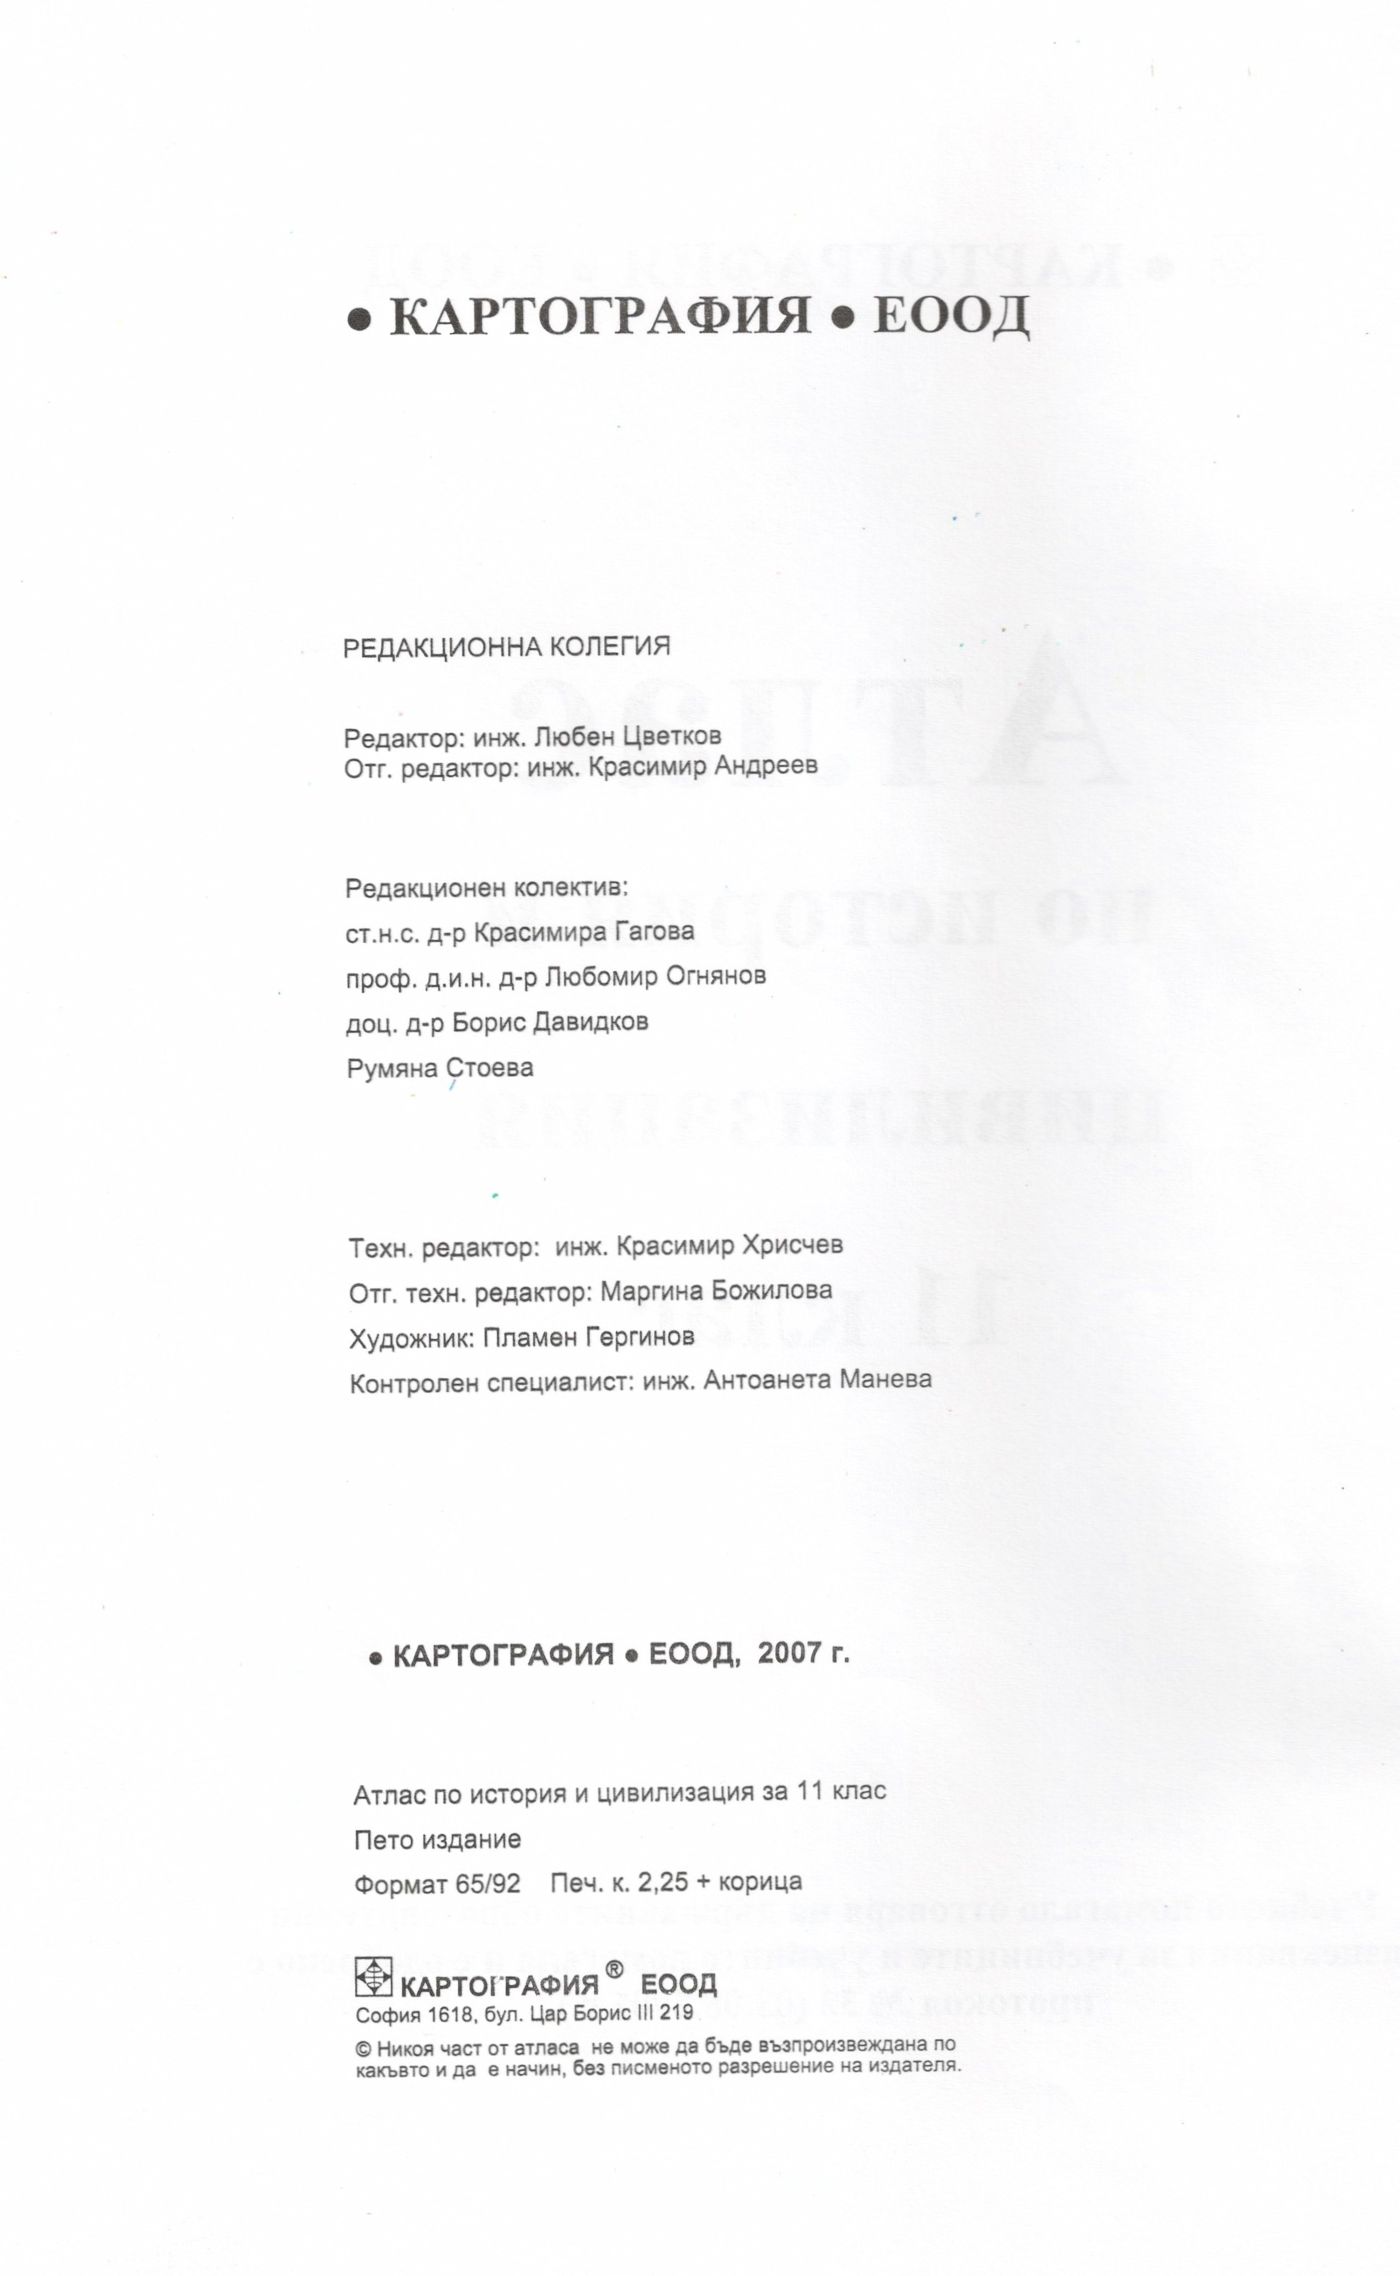 • КАРТОГРАФИЯ • ЕООД
РЕДАКЦИОННА КОЛЕГИЯ
Редактор: инж. Любен Цветков
Отг. редактор: инж. Красимир Андреев
Редакционен колектив:
ст.н.с. д-р Красимира Гагова
проф. д.и.н. д-р Любомир Огнянов
доц. д-р Борис Давидков
Румяна Стоева
Техн. редактор: инж. Красимир Хрисчев
Отг. техн. редактор: Маргина Божилова
Художник: Пламен Гергинов
Контролен специалист: инж. Антоанета Манева
• КАРТОГРАФИЯ • ЕООД, 2007 г.
Атлас по история и цивилизация за 11 клас
Пето издание
Формат 65/92 Печ. к. 2,25 + корица
КАРТОГРАФИЯ® ЕООД
София 1618, бул. Цар Борис III 219
© Никоя част от атласа не може да бъде възпроизвеждана по
какъвто и да е начин, без писменото разрешение на издателя.